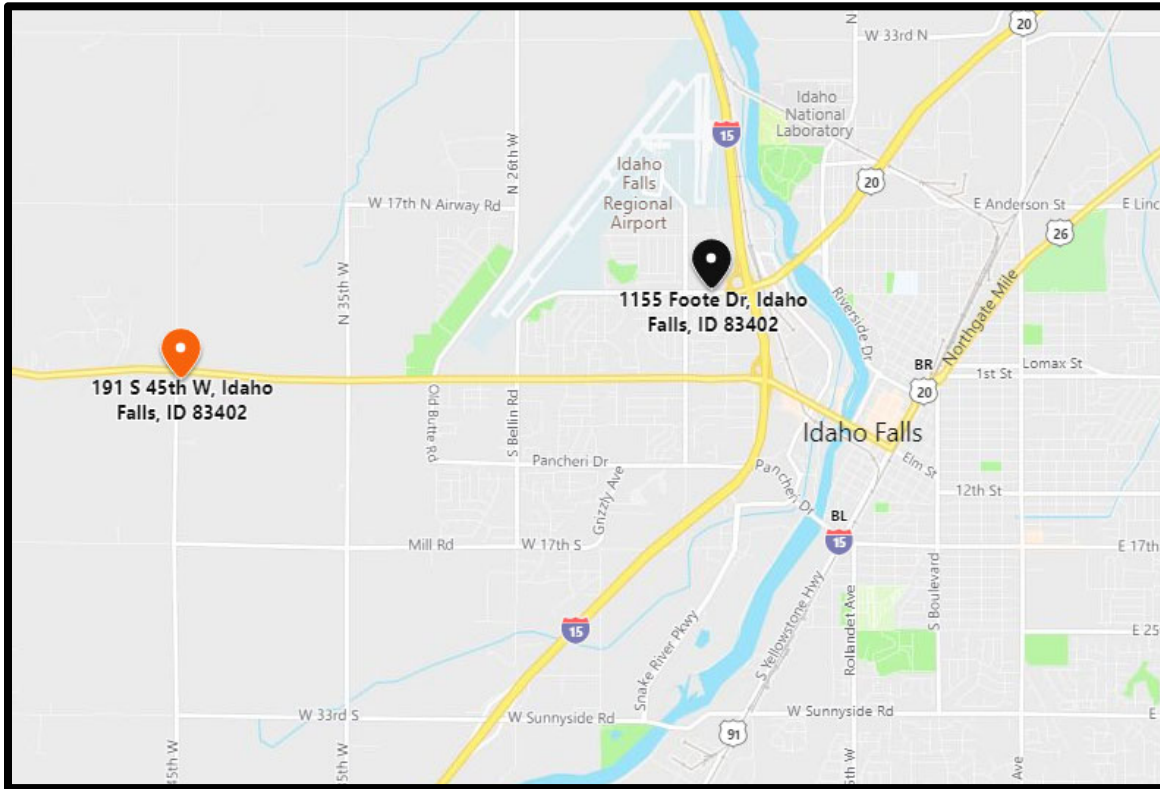 20
W 33rd N
N
Idaho
National
Laboratory
15
N 26th W
Idaho
Falls
Regional
Airport
20
W 17th N Airway Rd
E Anderson St
E Linc
26
N 35th W
1155 Foote Dr, Idaho
Falls, ID 83402
Riverside Dr
Northgate Mile
191 S 45th W, Idaho
Falls, ID 83402
BR
20
1st St
Lomax St
Old Butte Rd
S Bellin Rd
Idaho Falls
Elm St
Pancheri Dr
Pancheri Dr
Grizzly Ave
12th St
BL
15
Mill Rd
W 17th S
E 17th
S Boulevard
S Yellowstone Hwy
Rollandet Ave
15
E 25
Snake River Pkwy
W 33rd S
W Sunnyside Rd
W Sunnyside Rd
E
91
45th W
35th W
5th W
Ave